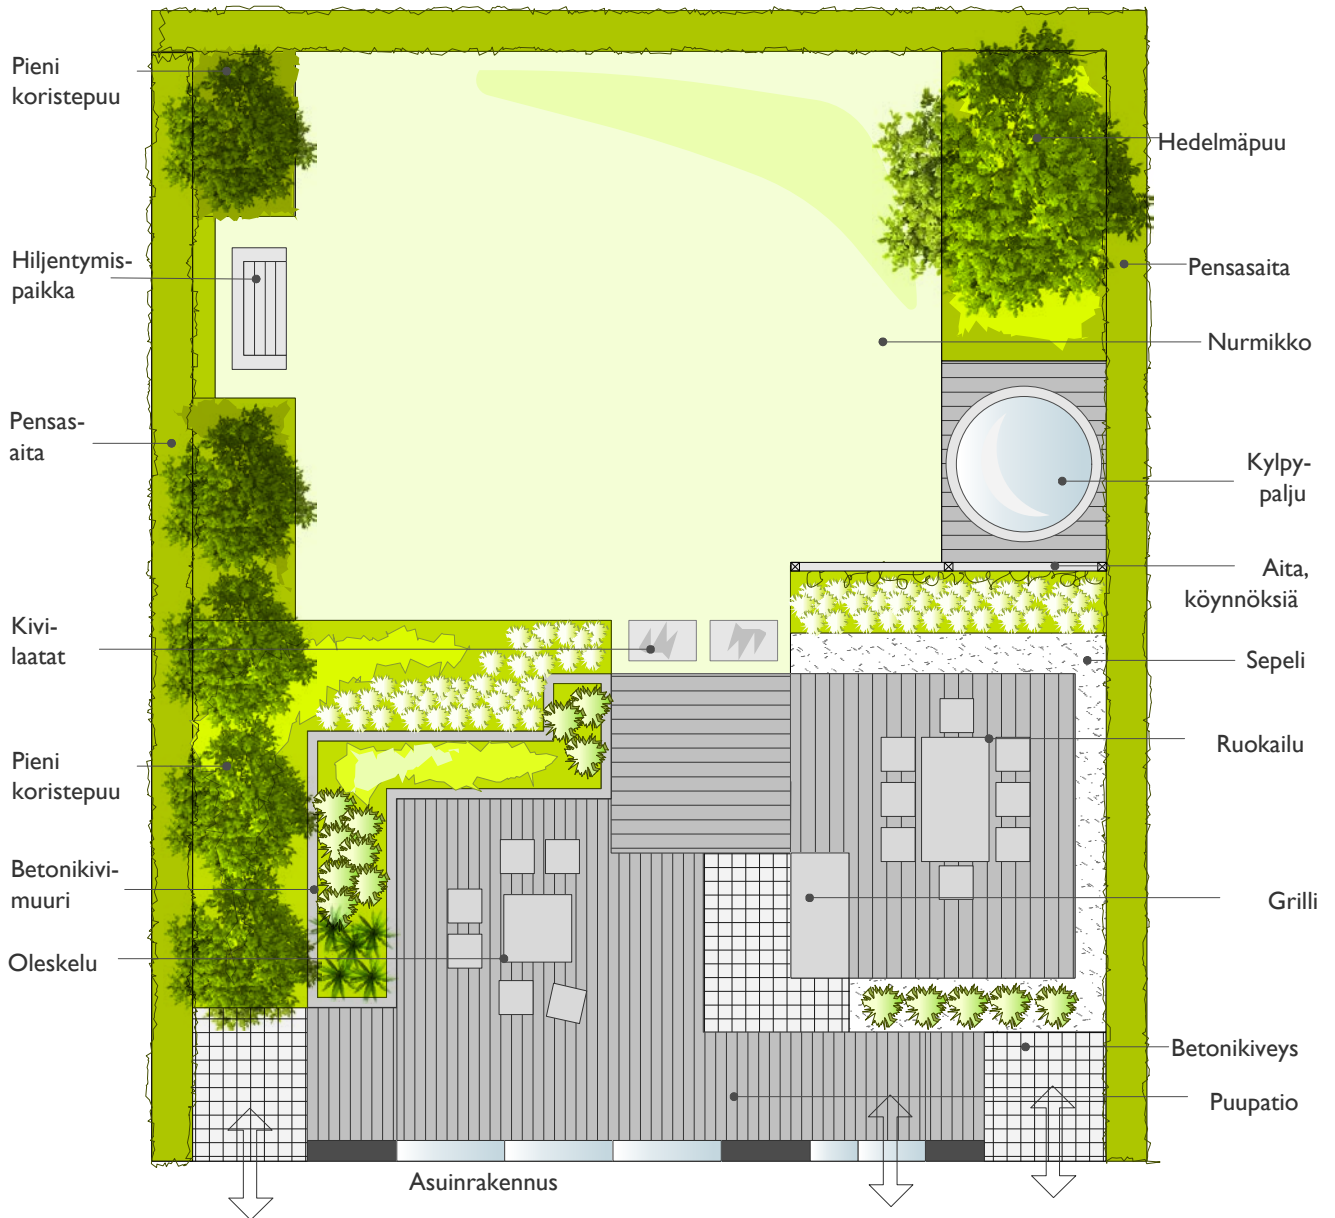 Pieni
koristepuu
Hiljentymis-
paikka
Pensas-
aita
Kivi-
laatat
Pieni
koristepuu
Betonikivi-
muuri
Oleskelu
Hedelmäpuu
Pensasaita
Nurmikko
Kylpy-
palju
Aita,
köynnöksiä
Sepeli
Ruokailu
Grilli
Betonikiveys
Puupatio
Asuinrakennus